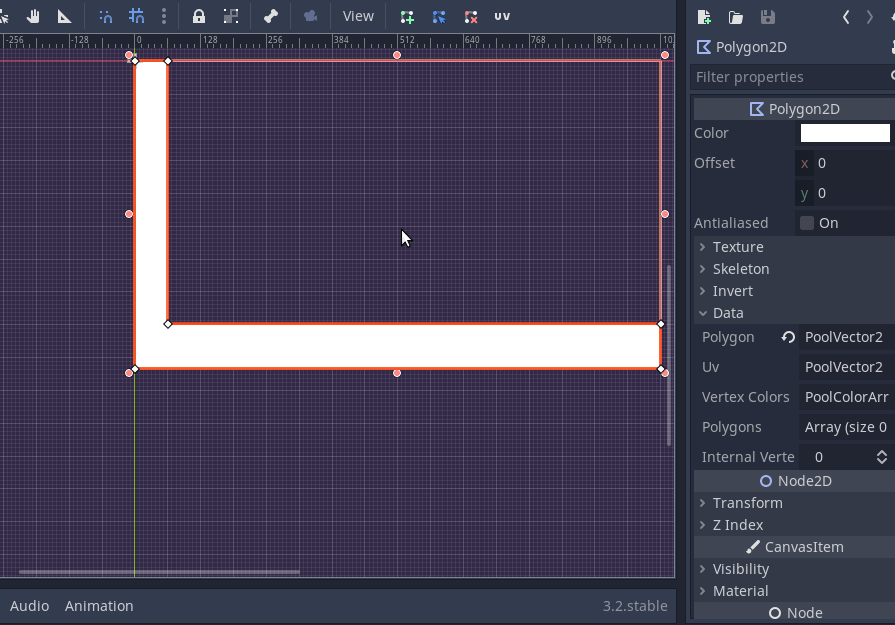 View
UV
-256 -128 0 128 256 384 512 640 768 896 10
Polygon2D
Filter properties
Polygon2D
Color
Offset x 0
y 0
Antialiased On
Texture
Skeleton
Invert
Data
Polygon PoolVector2
Uv PoolVector2
Vertex Colors PoolColorArr
Polygons Array (size 0
Internal Verte 0
Node2D
Transform
Z Index
CanvasItem
Visibility
Material
Node
Audio Animation 3.2.stable